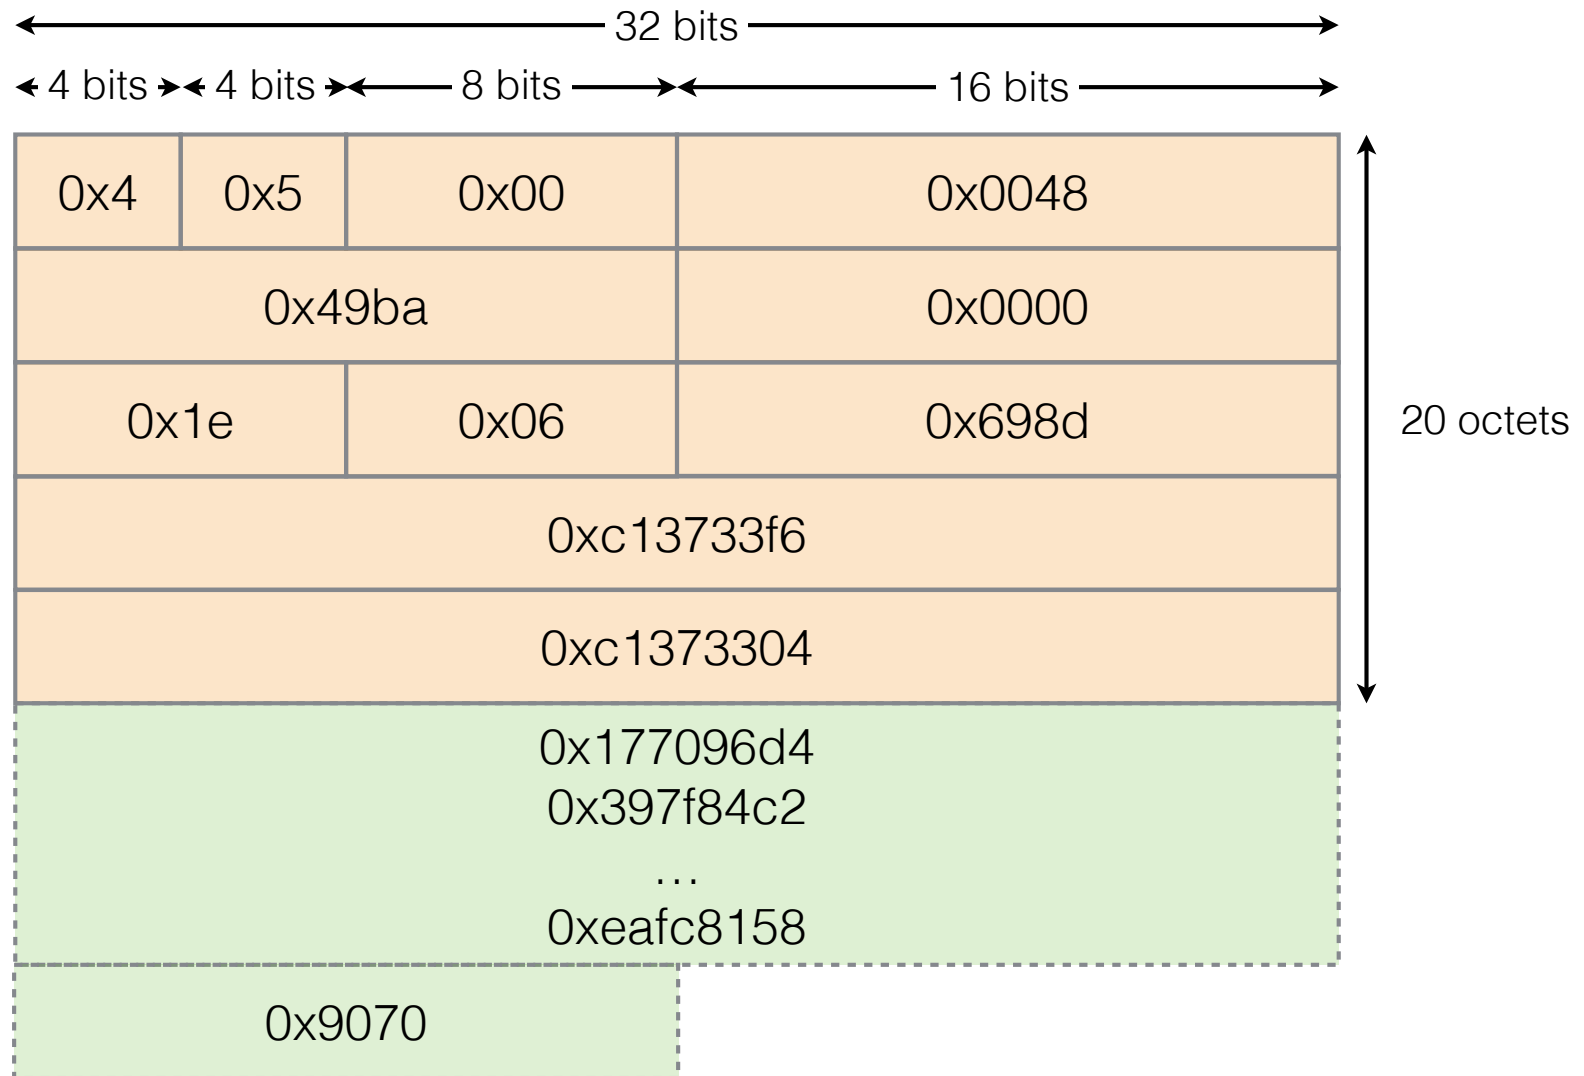 32 bits
4 bits 4 bits 8 bits 16 bits
0x4 0x5 0x00 0x0048
0x49ba 0x0000
0x1e 0x06 0x698d
20 octets
0xc13733f6
0xc1373304
0x177096d4
0x397f84c2
...
0xeafc8158
0x9070